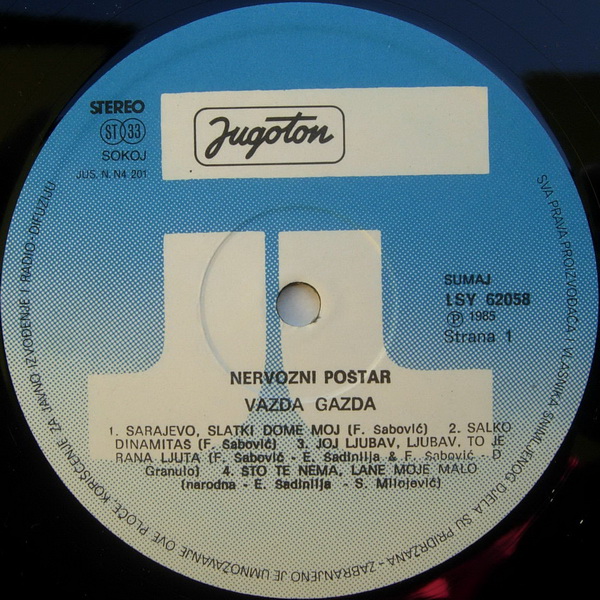 STEREO
ST 33
SOKOJ
JUS. N. N4 201
Jugoton
SUMAJ
LSY 62058
Ⓟ 1985
Strana 1
NERVOZNI POSTAR
VAZDA GAZDA
1. SARAJEVO, SLATKI DOME MOJ (F. Sabović) 2. SALKO
DINAMITAS (F. Sabović) 3. JOJ LJUBAV, LJUBAV, TO JE
RANA LJUTA (F. Sabović - E. Sadinlija & F. Sabović - D
Granulo) 4. STO TE NEMA, LANE MOJE MALO
(narodna - E. Sadinlija - S. Milojević)
SVA PRAVA PROIZVOĐAČA I VLASNIKA SNIMLJENOG DJELA SU PRIDRŽANA - ZABRANJENO JE UMNOŽAVANJE OVE PLOČE, KORIŠĆENJE ZA JAVNO IZVOĐENJE I RADIO-DIFUZIJU